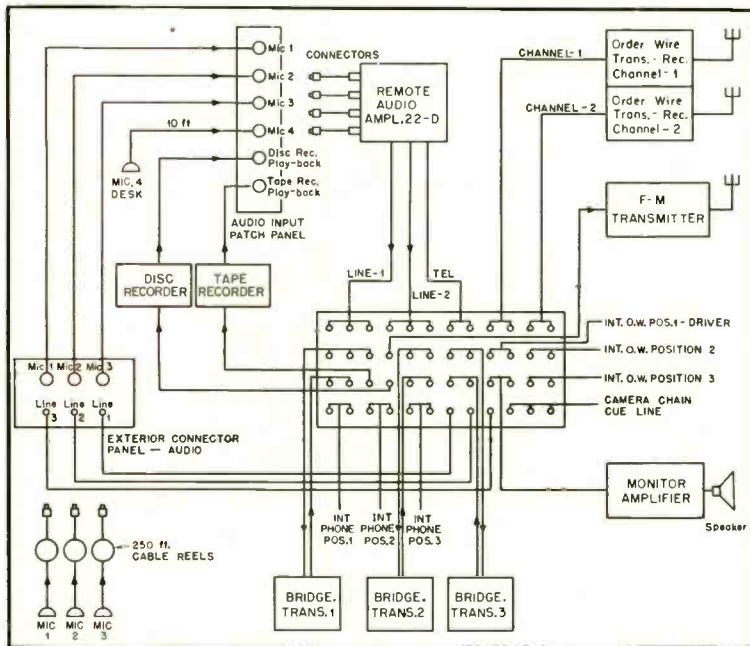 Mic 1
Mic 2
Mic 3
Mic 4
Disc Rec.
Play-back
Tape Rec.
Play-back
AUDIO INPUT
PATCH PANEL
10 ft
MIC. 4
DESK
CONNECTORS
REMOTE
AUDIO
AMPL. 22-D
CHANNEL-1
CHANNEL-2
Order Wire
Trans.- Rec.
Channel-1
Order Wire
Trans.- Rec.
Channel-2
F-M
TRANSMITTER
DISC
RECORDER
TAPE
RECORDER
LINE-1
LINE-2
TEL
INT. O.W. POS. 1 - DRIVER
INT. O.W. POSITION 2
INT. O.W. POSITION 3
CAMERA CHAIN
CUE LINE
Mic 1
Mic 2
Mic 3
Line
3
Line
2
Line
1
EXTERIOR CONNECTOR
PANEL — AUDIO
MONITOR
AMPLIFIER
Speaker
INT
PHONE
POS.1
INT
PHONE
POS.2
INT
PHONE
POS.3
250 ft.
CABLE REELS
MIC
1
MIC
2
MIC
3
BRIDGE.
TRANS.1
BRIDGE.
TRANS.2
BRIDGE.
TRANS.3